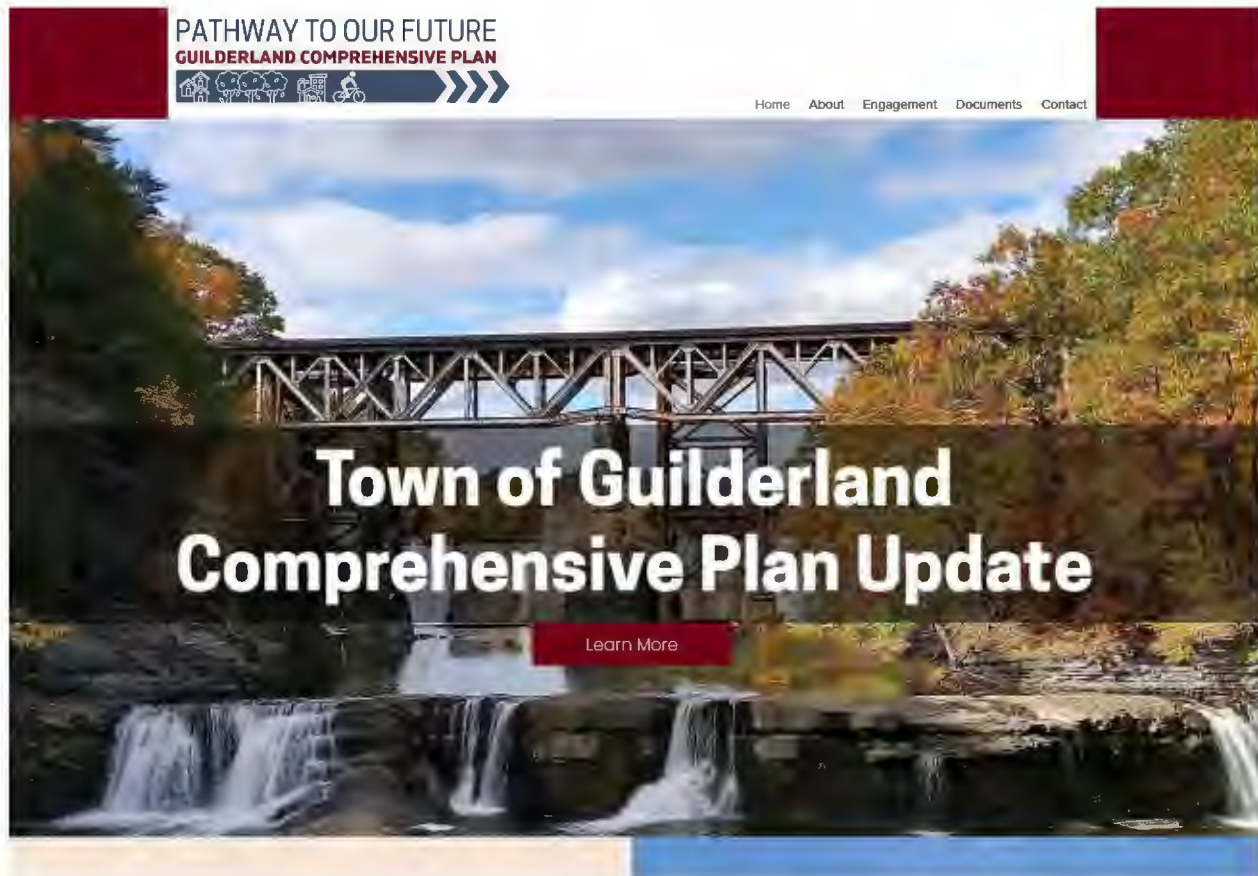 PATHWAY TO OUR FUTURE
GUILDERLAND COMPREHENSIVE PLAN
Home About Engagement Documents Contact
Town of Guilderland
Comprehensive Plan Update
Learn More